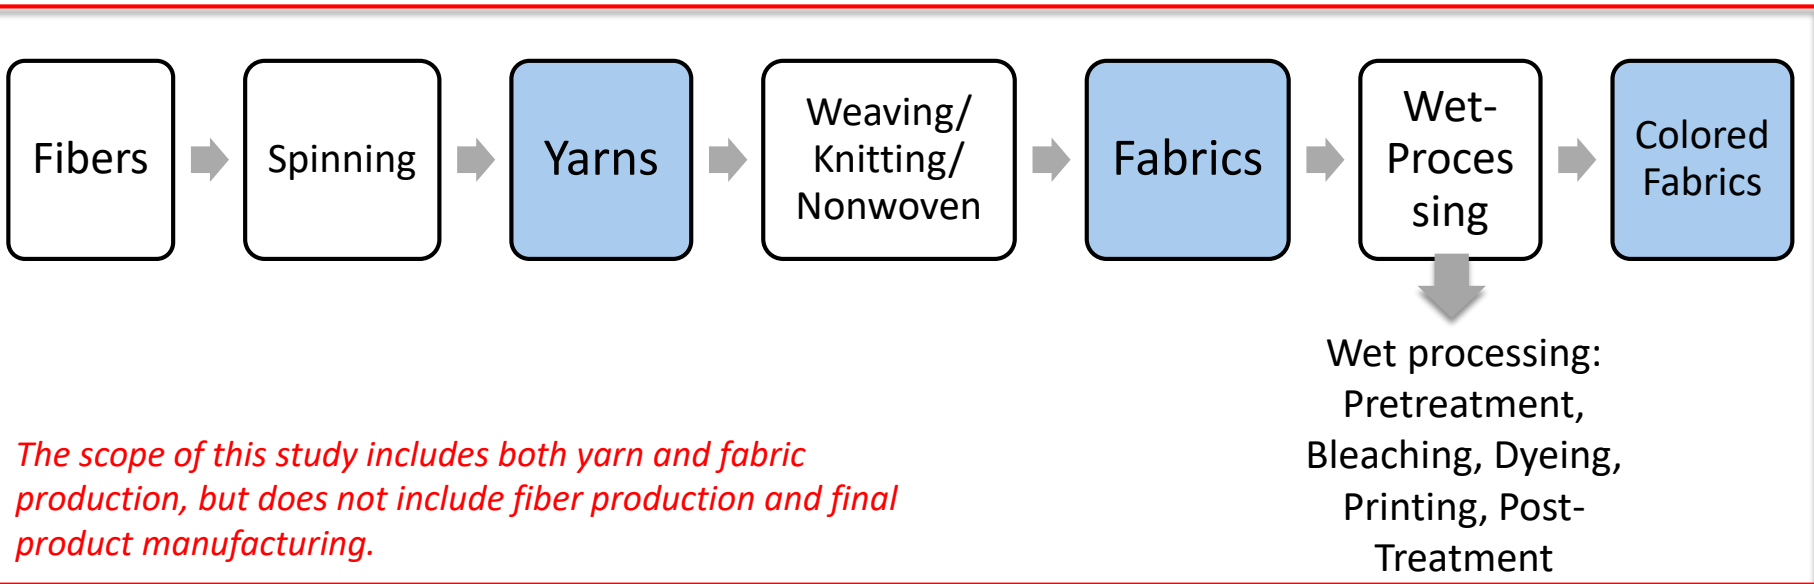 Fibers
Spinning
Yarns
Weaving/
Knitting/
Nonwoven
Fabrics
Wet-
Proces
sing
Colored
Fabrics
Wet processing:
Pretreatment,
Bleaching, Dyeing,
Printing, Post-
Treatment
The scope of this study includes both yarn and fabric
production, but does not include fiber production and final
product manufacturing.